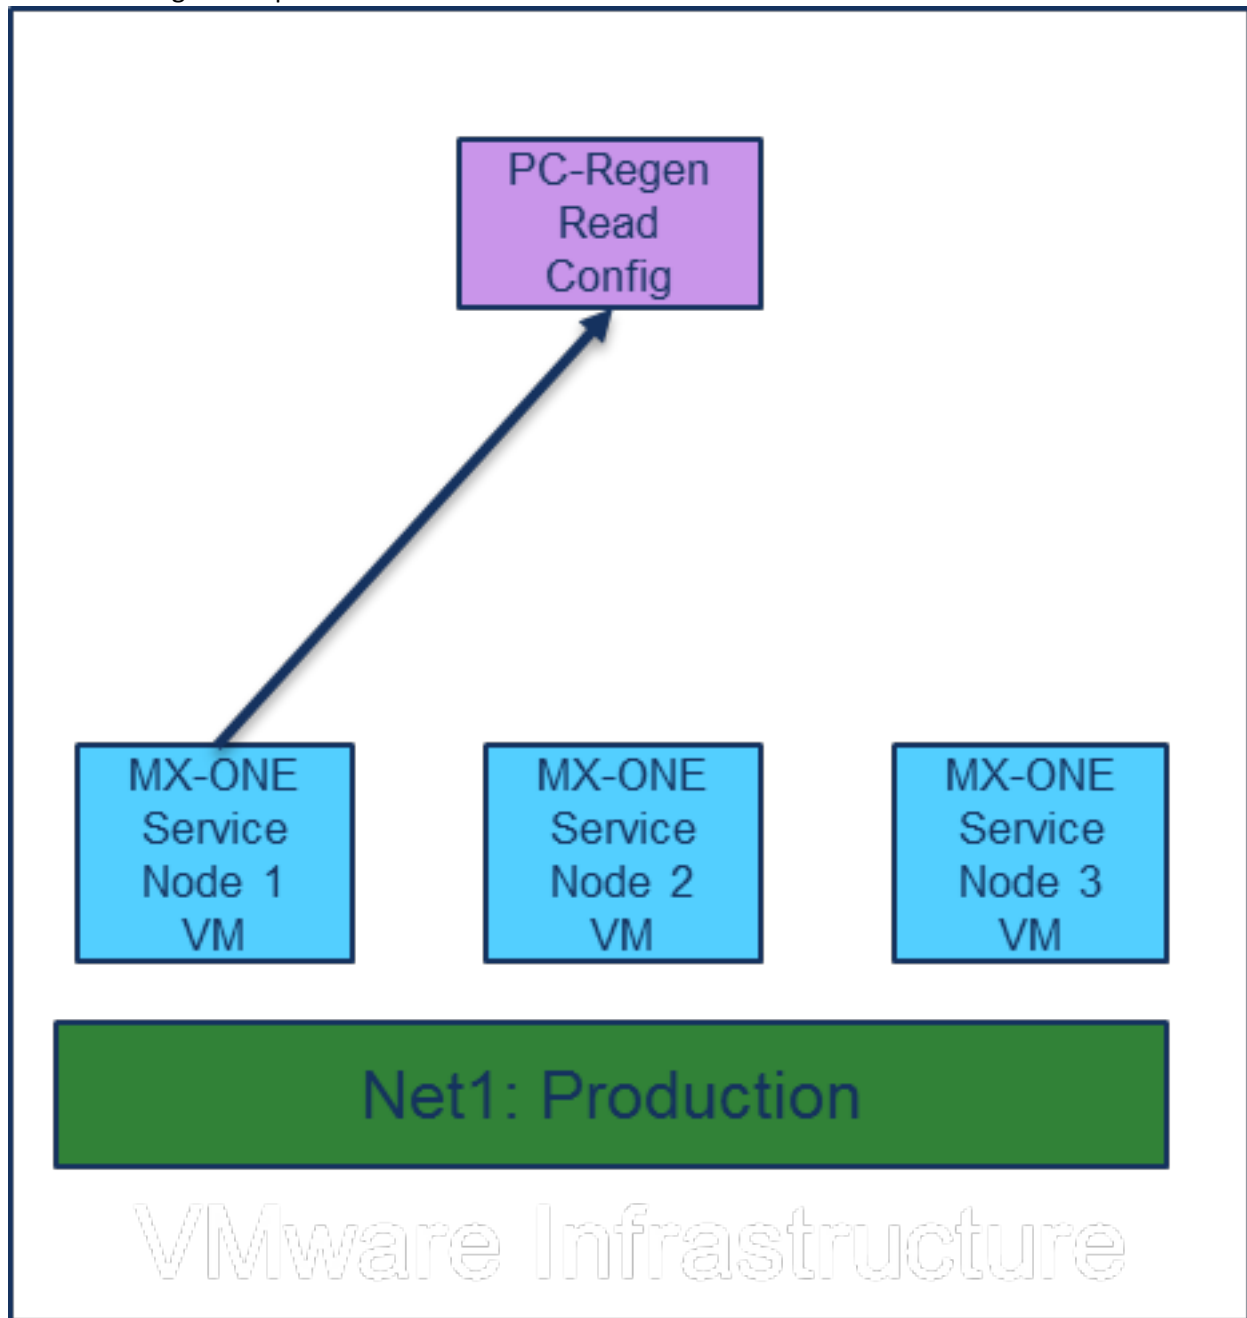 PC-Regen
Read
Config
MX-ONE
Service
Node 1
VM
MX-ONE
Service
Node 2
VM
MX-ONE
Service
Node 3
VM
Net1: Production
VMware Infrastructure